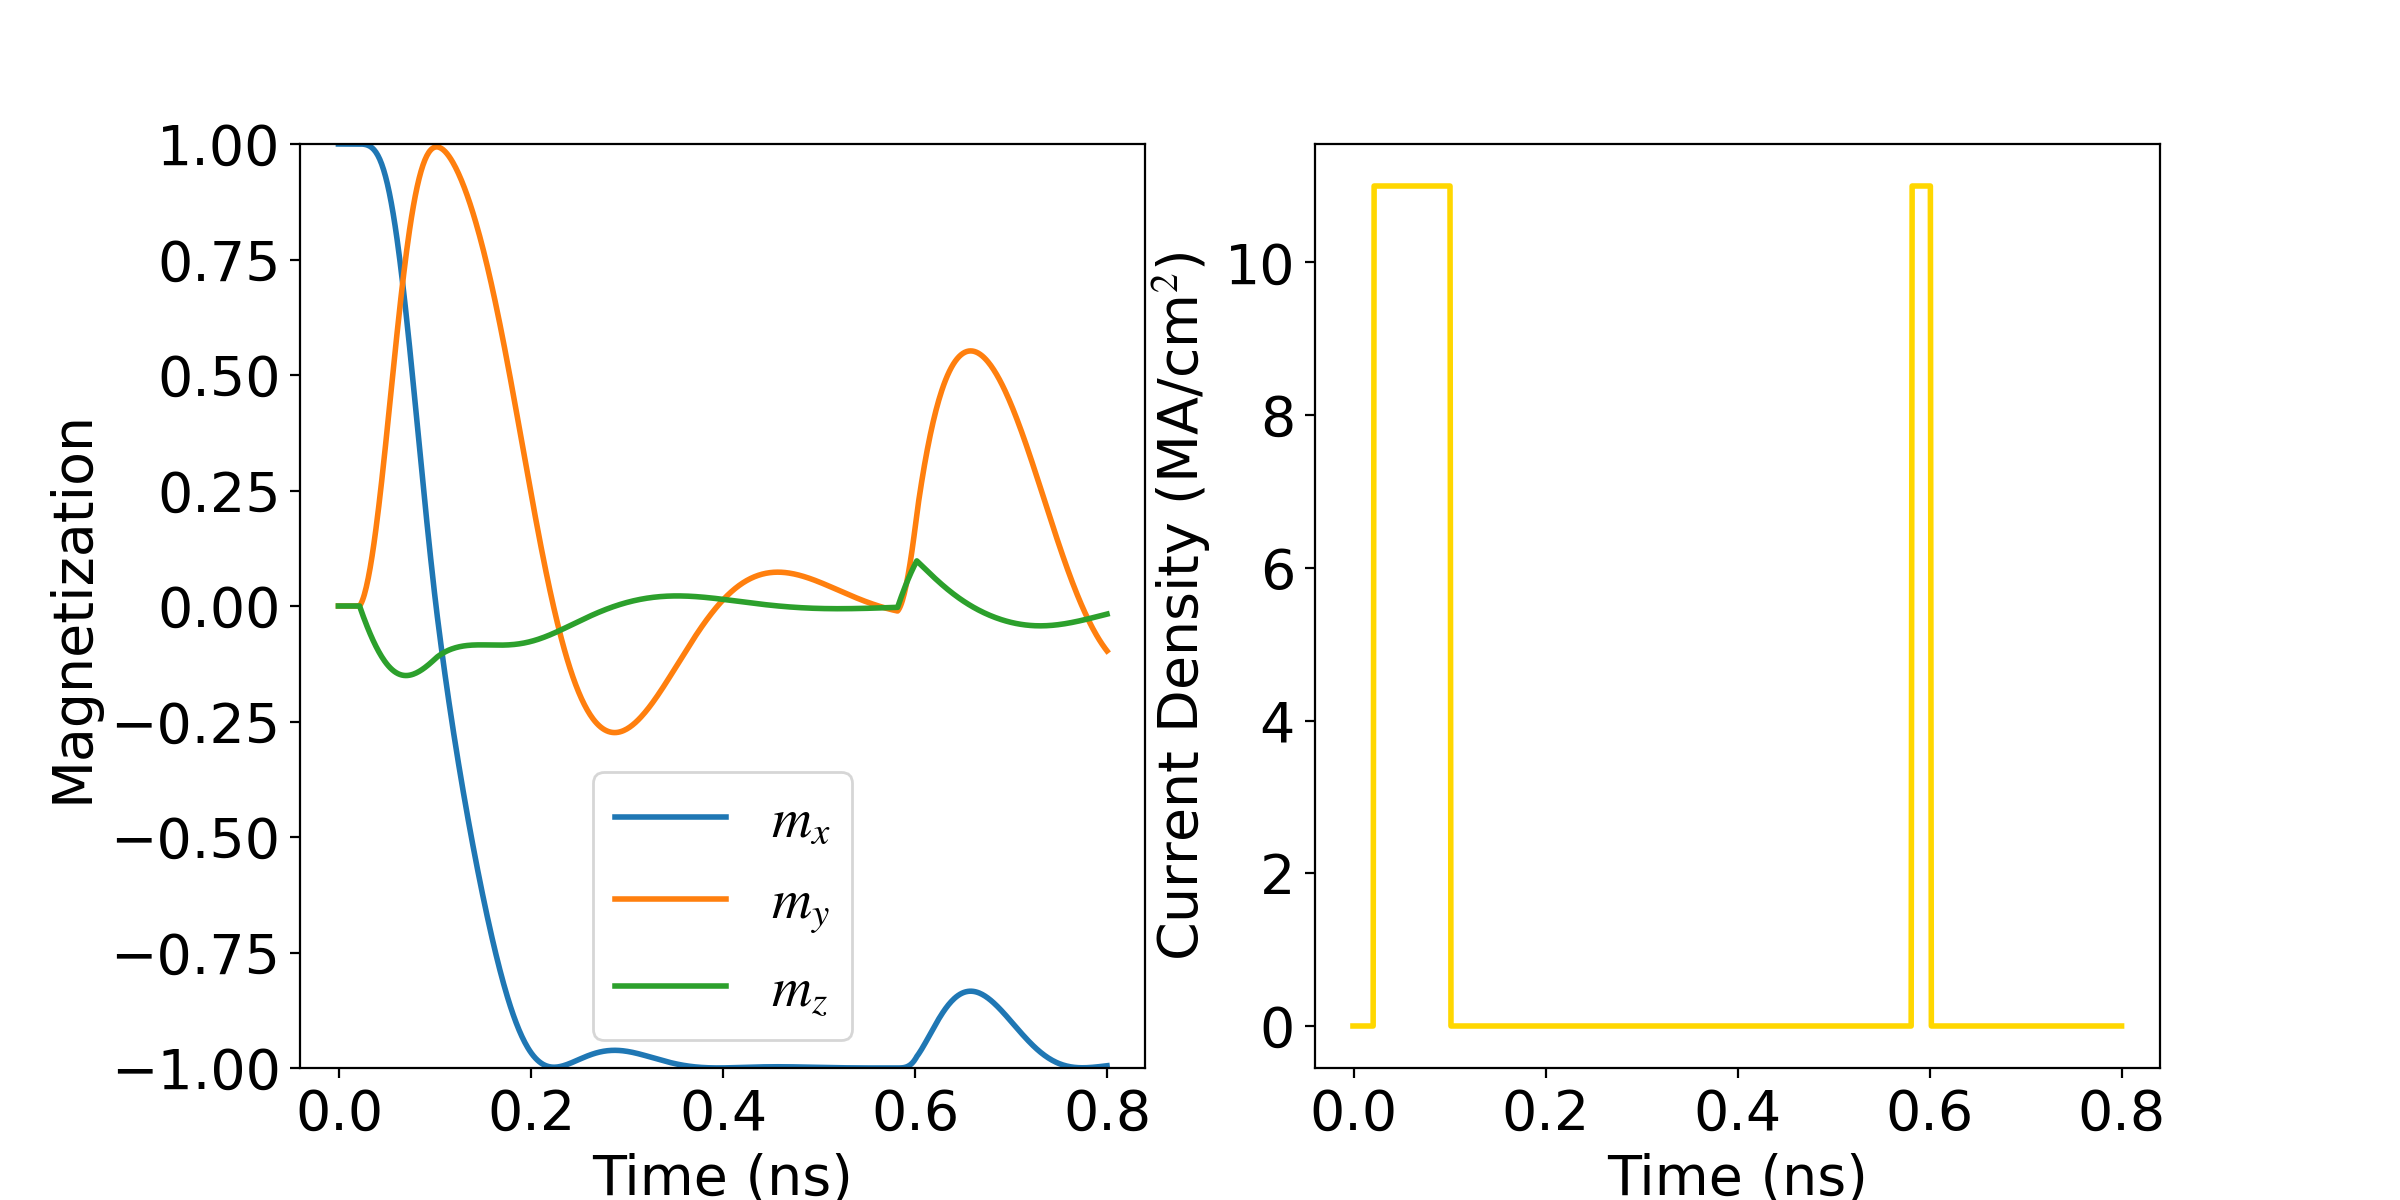 Magnetization
1.00
0.75
0.50
0.25
0.00
−0.25
−0.50
−0.75
−1.00
0.0 0.2 0.4 0.6 0.8
Time (ns)
m_x
m_y
m_z
Current Density (MA/cm²)
10
8
6
4
2
0
0.0 0.2 0.4 0.6 0.8
Time (ns)